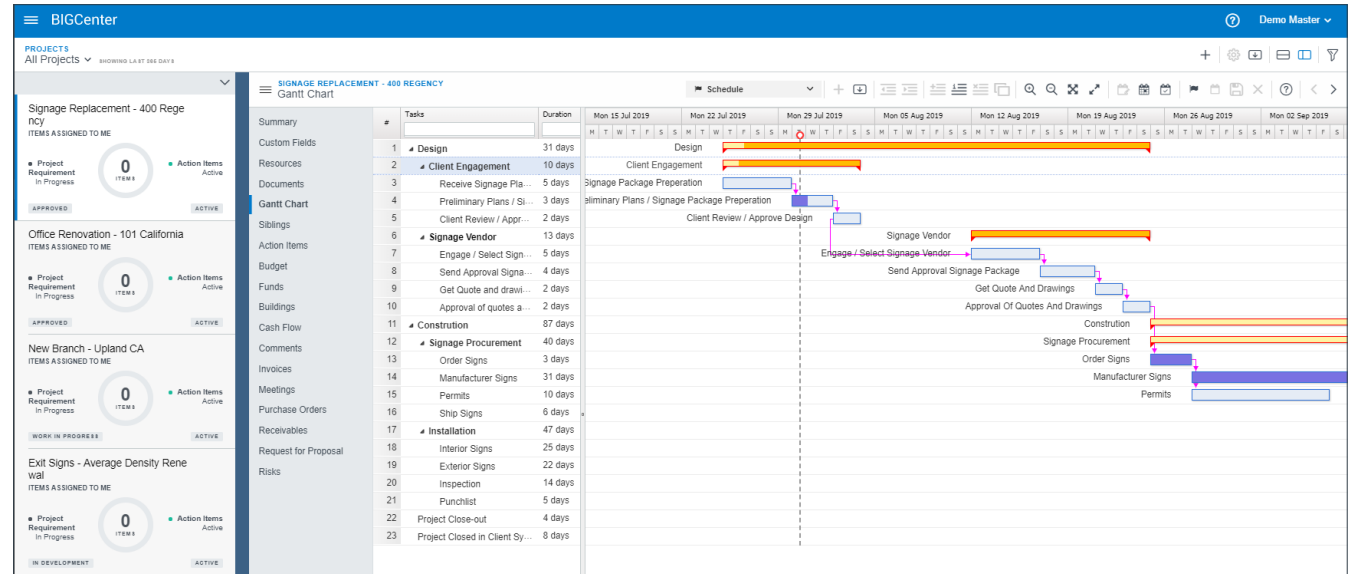 BIGCenter
Demo Master
PROJECTS
All Projects
SHOWING LAST 366 DAYS
Signage Replacement - 400 Rege
ncy
ITEMS ASSIGNED TO ME
Project
Requirement
In Progress
0
ITEMS
Action Items
Active
APPROVED
ACTIVE
Office Renovation - 101 California
ITEMS ASSIGNED TO ME
Project
Requirement
In Progress
0
ITEMS
Action Items
Active
APPROVED
ACTIVE
New Branch - Upland CA
ITEMS ASSIGNED TO ME
Project
Requirement
In Progress
0
ITEMS
Action Items
Active
WORK IN PROGRESS
ACTIVE
Exit Signs - Average Density Rene
wal
ITEMS ASSIGNED TO ME
Project
Requirement
In Progress
0
ITEMS
Action Items
Active
IN DEVELOPMENT
ACTIVE
SIGNAGE REPLACEMENT - 400 REGENCY
Gantt Chart
Schedule
Summary
Custom Fields
Resources
Documents
Gantt Chart
Siblings
Action Items
Budget
Funds
Buildings
Cash Flow
Comments
Invoices
Meetings
Purchase Orders
Receivables
Request for Proposal
Risks
# Tasks Duration
1 Design 31 days
2 Client Engagement 10 days
3 Receive Signage Pla... 5 days
4 Preliminary Plans / Si... 3 days
5 Client Review / Appr... 2 days
6 Signage Vendor 13 days
7 Engage / Select Sign... 5 days
8 Send Approval Signa... 4 days
9 Get Quote and drawi... 2 days
10 Approval of quotes a... 2 days
11 Constrution 87 days
12 Signage Procurement 40 days
13 Order Signs 3 days
14 Manufacturer Signs 31 days
15 Permits 10 days
16 Ship Signs 6 days
17 Installation 47 days
18 Interior Signs 25 days
19 Exterior Signs 22 days
20 Inspection 14 days
21 Punchlist 5 days
22 Project Close-out 4 days
23 Project Closed in Client Sy... 8 days
Mon 15 Jul 2019 Mon 22 Jul 2019 Mon 29 Jul 2019 Mon 05 Aug 2019 Mon 12 Aug 2019 Mon 19 Aug 2019 Mon 26 Aug 2019 Mon 02 Sep 2019
M T W T F S S M T W T F S S M T W T F S S M T W T F S S M T W T F S S M T W T F S S M T W T F S S M T W T F S
Design
Client Engagement
Signage Package Preperation
eliminary Plans / Signage Package Preperation
Client Review / Approve Design
Signage Vendor
Engage / Select Signage Vendor
Send Approval Signage Package
Get Quote And Drawings
Approval Of Quotes And Drawings
Constrution
Signage Procurement
Order Signs
Manufacturer Signs
Permits